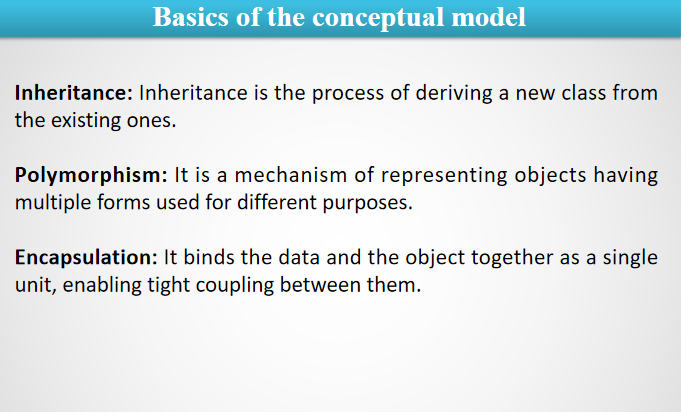 Basics of the conceptual model
Inheritance: Inheritance is the process of deriving a new class from
the existing ones.
Polymorphism: It is a mechanism of representing objects having
multiple forms used for different purposes.
Encapsulation: It binds the data and the object together as a single
unit, enabling tight coupling between them.